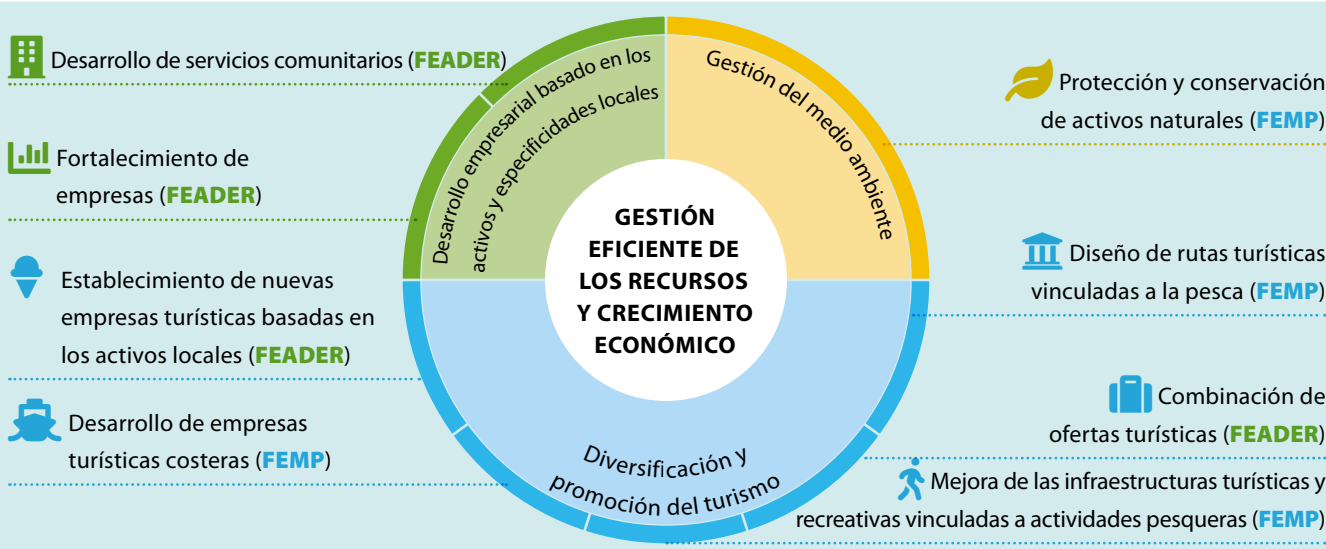 Desarrollo de servicios comunitarios (FEADER)
Fortalecimiento de
empresas (FEADER)
Establecimiento de nuevas
empresas turísticas basadas en
los activos locales (FEADER)
Desarrollo de empresas
turísticas costeras (FEMP)
Desarrollo empresarial basado en los
activos y especificidades locales
Gestión del medio ambiente
GESTIÓN
EFICIENTE DE
LOS RECURSOS
Y CRECIMIENTO
ECONÓMICO
Diversificación y
promoción del turismo
Protección y conservación
de activos naturales (FEMP)
Diseño de rutas turísticas
vinculadas a la pesca (FEMP)
Combinación de
ofertas turísticas (FEADER)
Mejora de las infraestructuras turísticas y
recreativas vinculadas a actividades pesqueras (FEMP)